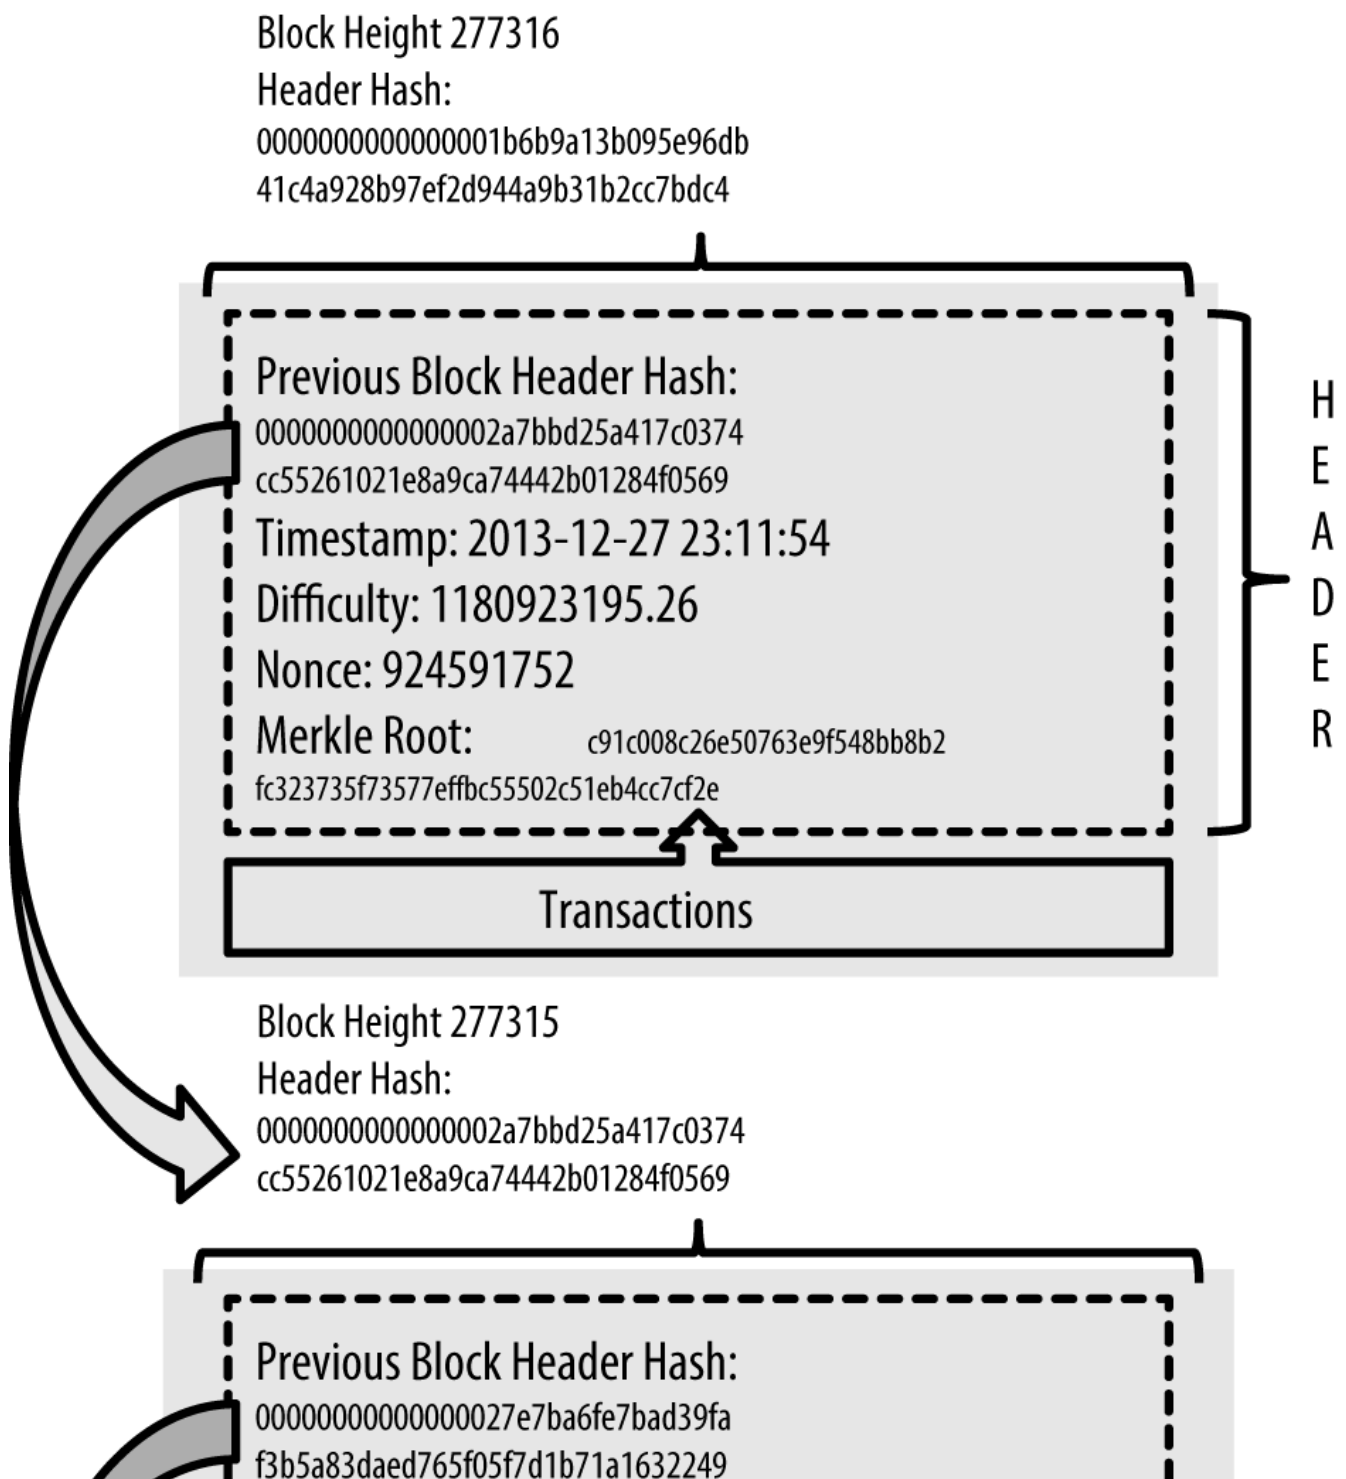 Block Height 277316
Header Hash:
0000000000000001b6b9a13b095e96db
41c4a928b97ef2d944a9b31b2cc7bdc4
Previous Block Header Hash:
0000000000000002a7bbd25a417c0374
cc55261021e8a9ca74442b01284f0569
Timestamp: 2013-12-27 23:11:54
Difficulty: 1180923195.26
Nonce: 924591752
Merkle Root: c91c008c26e50763e9f548bb8b2
fc323735f73577effbc55502c51eb4cc7cf2e
HEADER
Transactions
Block Height 277315
Header Hash:
0000000000000002a7bbd25a417c0374
cc55261021e8a9ca74442b01284f0569
Previous Block Header Hash:
00000000000000027e7ba6fe7bad39fa
f3b5a83daed765f05f7d1b71a1632249